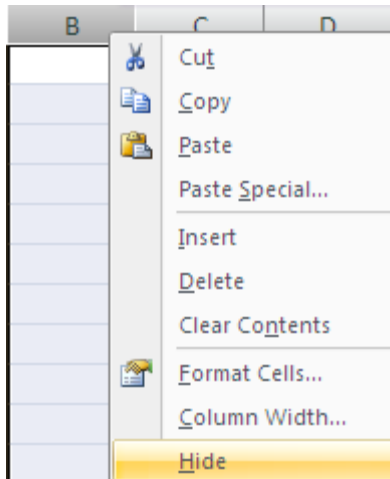 B C D
Cut
Copy
Paste
Paste Special...
Insert
Delete
Clear Contents
Format Cells...
Column Width...
Hide